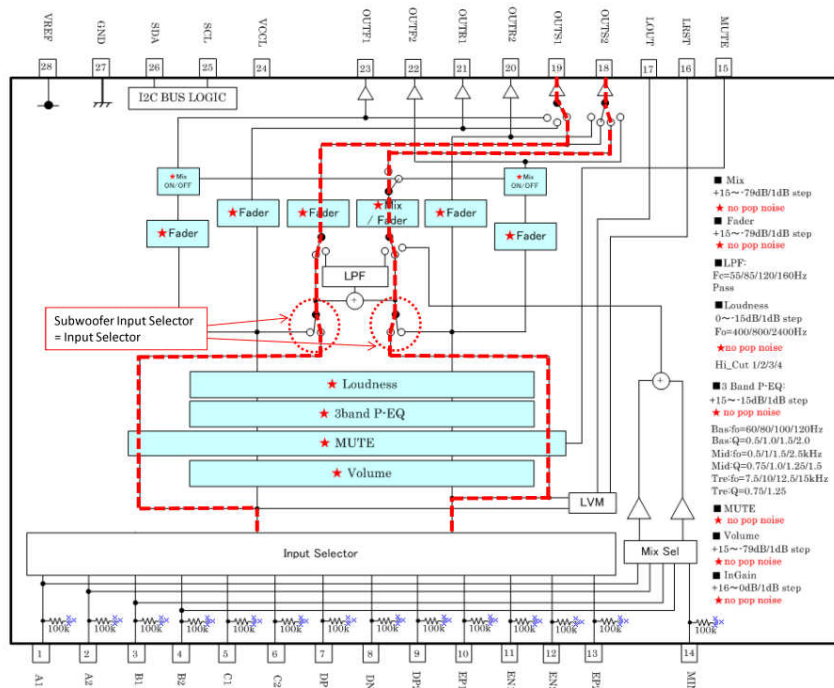 VREF
GND
SDA
SCL
VCCL
OUTF1
OUTF2
OUTR1
OUTR2
OUTS1
OUTS2
LOUT
LRST
MUTE
28
27
26
25
24
23
22
21
20
19
18
17
16
15
I2C BUS LOGIC
★Mix
ON/OFF
★Mix
ON/OFF
★Fader
★Fader
★Mix
/ Fader
★Fader
★Fader
★Fader
LPF
Subwoofer Input Selector
= Input Selector
★ Loudness
★ 3band P-EQ
★ MUTE
★ Volume
LVM
Input Selector
Mix Sel
■ Mix
+15~-79dB/1dB step
★ no pop noise
■ Fader
+15~-79dB/1dB step
★ no pop noise
■LPF:
Fc=55/85/120/160Hz
Pass
■Loudness
0~-15dB/1dB step
Fo=400/800/2400Hz
★no pop noise
Hi_Cut 1/2/3/4
■3 Band P-EQ:
+15~-15dB/1dB step
★ no pop noise
Bas:fo=60/80/100/120Hz
Bas:Q=0.5/1.0/1.5/2.0
Mid:fo=0.5/1/1.5/2.5kHz
Mid:Q=0.75/1.0/1.25/1.5
Tre:fo=7.5/10/12.5/15kHz
Tre:Q=0.75/1.25
■MUTE
★ no pop noise
■ Volume
+15~-79dB/1dB step
★ no pop noise
■ InGain
+16~0dB/1dB step
★ no pop noise
100k
100k
100k
100k
100k
100k
100k
100k
100k
100k
100k
100k
100k
100k
1
2
3
4
5
6
7
8
9
10
11
12
13
14
A1
A2
B1
B2
C1
C2